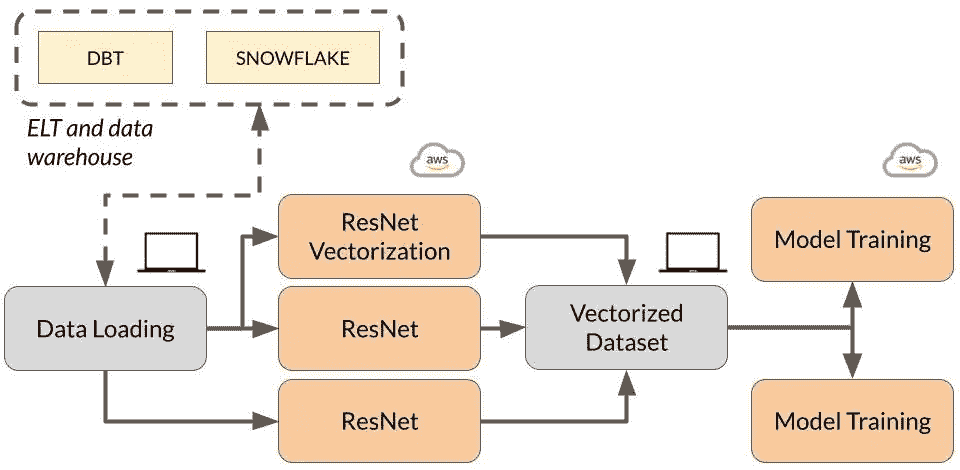 DBT
SNOWFLAKE
ELT and data
warehouse
aws
aws
ResNet
Vectorization
Model Training
Data Loading
ResNet
Vectorized
Dataset
ResNet
Model Training